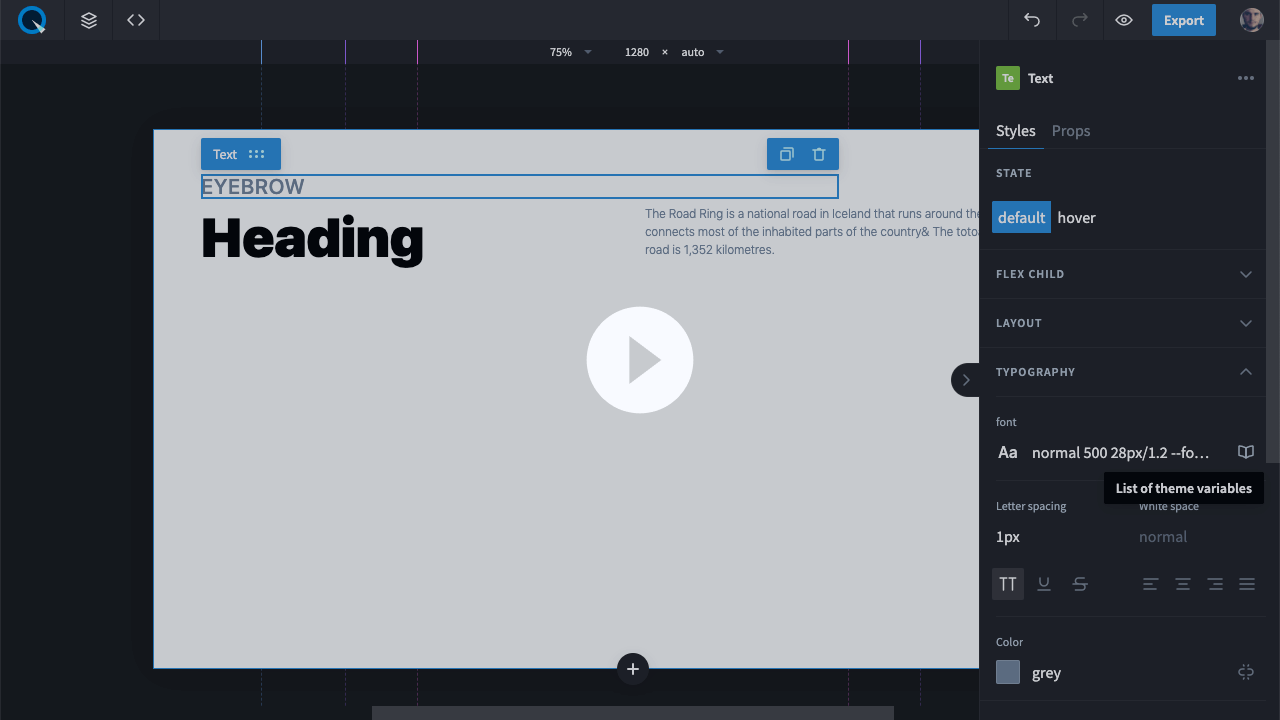 Export
75% 1280 × auto
Te Text
Styles Props
STATE
default hover
FLEX CHILD
LAYOUT
TYPOGRAPHY
font
Aa normal 500 28px/1.2 --fo…
List of theme variables
Letter spacing White space
1px normal
TT U S
Color
grey
Text
EYEBROW
Heading
The Road Ring is a national road in Iceland that runs around the
connects most of the inhabited parts of the country& The toto
road is 1,352 kilometres.